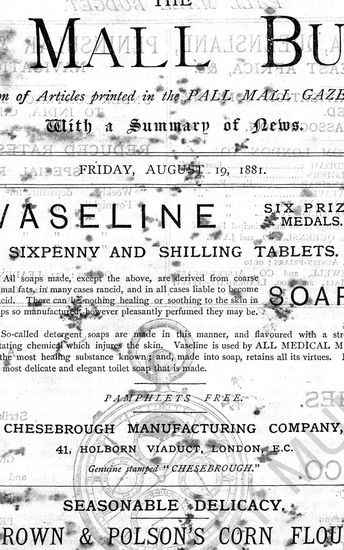 THE
MALL BU
n of Articles printed in the PALL MALL GAZE
With a Summary of News.
FRIDAY, AUGUST 19, 1881.
VASELINE
SIX PRIZ
MEDALS.
SIXPENNY AND SHILLING TABLETS.
All soaps made, except the above, are derived from coarse
mal fats, in many cases rancid, and in all cases liable to become
cid. There can be nothing healing or soothing to the skin in
ps so manufactured, however pleasantly perfumed they may be.
SOAP
So-called detergent soaps are made in this manner, and flavoured with a str
tating chemical which injures the skin. Vaseline is used by ALL MEDICAL M
the most healing substance known; and, made into soap, retains all its virtues. I
most delicate and elegant toilet soap that is made.
PAMPHLETS FREE.
CHESEBROUGH MANUFACTURING COMPANY,
41, HOLBORN VIADUCT, LONDON, E.C.
Genuine stamped "CHESEBROUGH."
SEASONABLE DELICACY.
ROWN & POLSON'S CORN FLOU